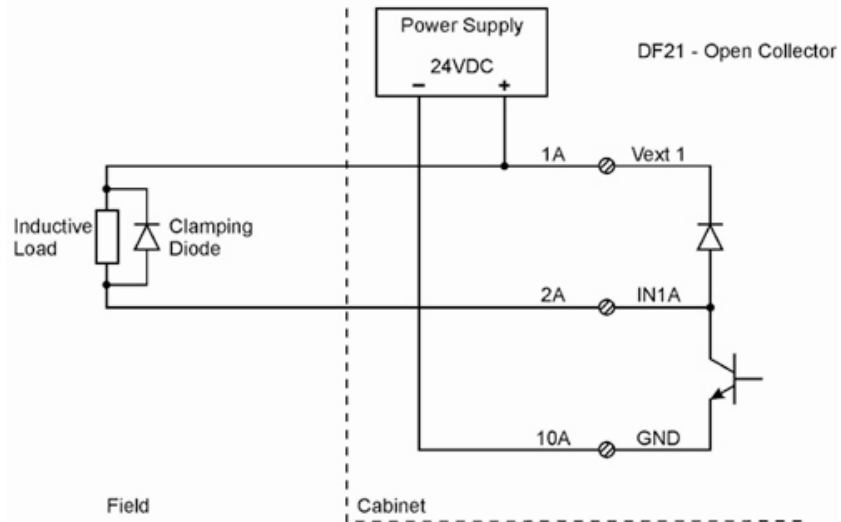 Power Supply
24VDC
− +
DF21 - Open Collector
1A Vext 1
Inductive
Load
Clamping
Diode
2A IN1A
10A GND
Field
Cabinet